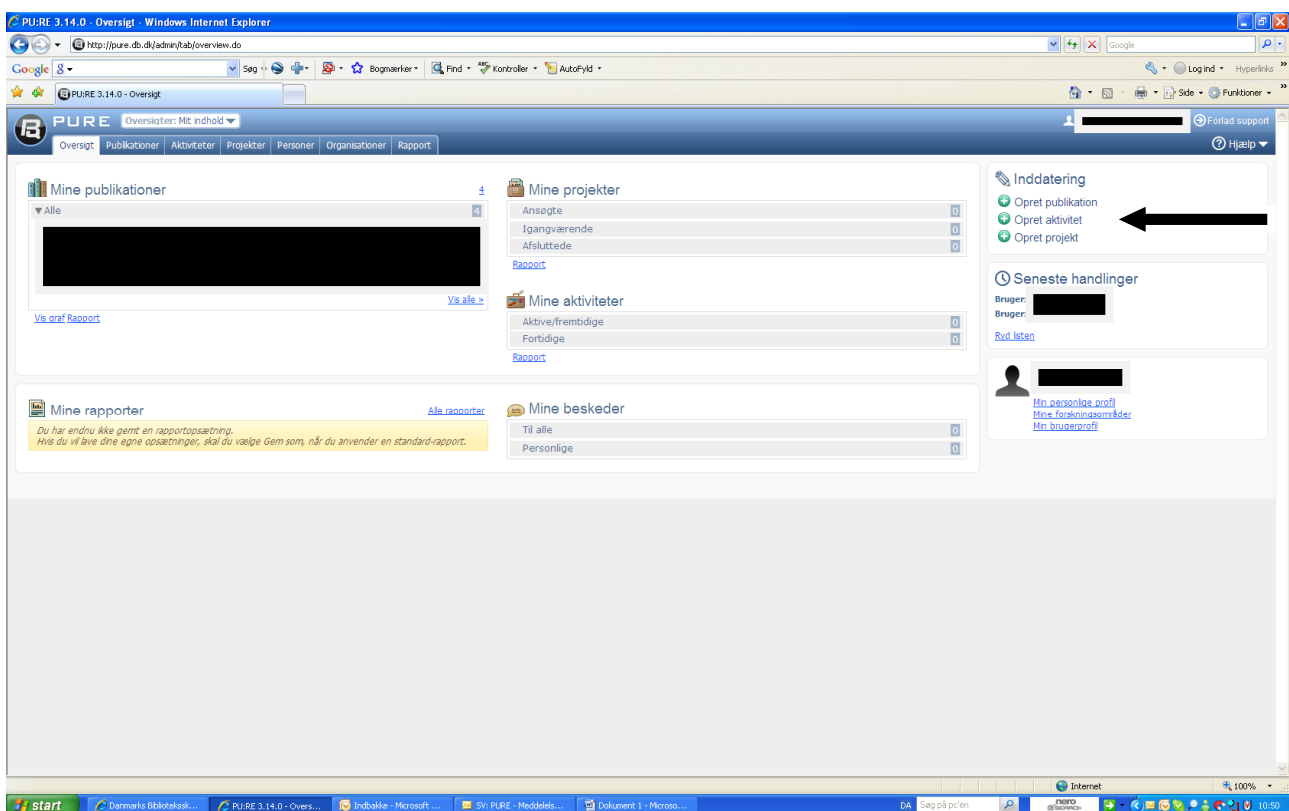 PU:RE 3.14.0 - Oversigt - Windows Internet Explorer
http://pure.db.dk/admin/tab/overview.do
Google
Google
Søg
Bogmærker
Find
Kontroller
AutoFyld
Log ind
Hyperlinks
PU:RE 3.14.0 - Oversigt
Side
Funktioner
PURE
Oversigter: Mit indhold
Forlad support
Oversigt
Publikationer
Aktiviteter
Projekter
Personer
Organisationer
Rapport
Hjælp
Mine publikationer
4
Alle
4
Vis alle »
Vis graf Rapport
Mine projekter
Ansøgte
0
Igangværende
0
Afsluttede
0
Rapport
Mine aktiviteter
Aktive/fremtidige
0
Fortidige
0
Rapport
Mine rapporter
Alle rapporter
Du har endnu ikke gemt en rapportopsætning.
Hvis du vil lave dine egne opsætninger, skal du vælge Gem som, når du anvender en standard-rapport.
Mine beskeder
Til alle
0
Personlige
0
Inddatering
Opret publikation
Opret aktivitet
Opret projekt
Seneste handlinger
Bruger:
Bruger:
Ryd listen
Min personlige profil
Mine forskningsområder
Min brugerprofil
Internet
100%
start
Danmarks Bibliotekssk...
PU:RE 3.14.0 - Overs...
Indbakke - Microsoft ...
SV: PURE - Meddelels...
Dokument 1 - Microso...
DA
Søg på pc'en
nero
SEARCH
10:50